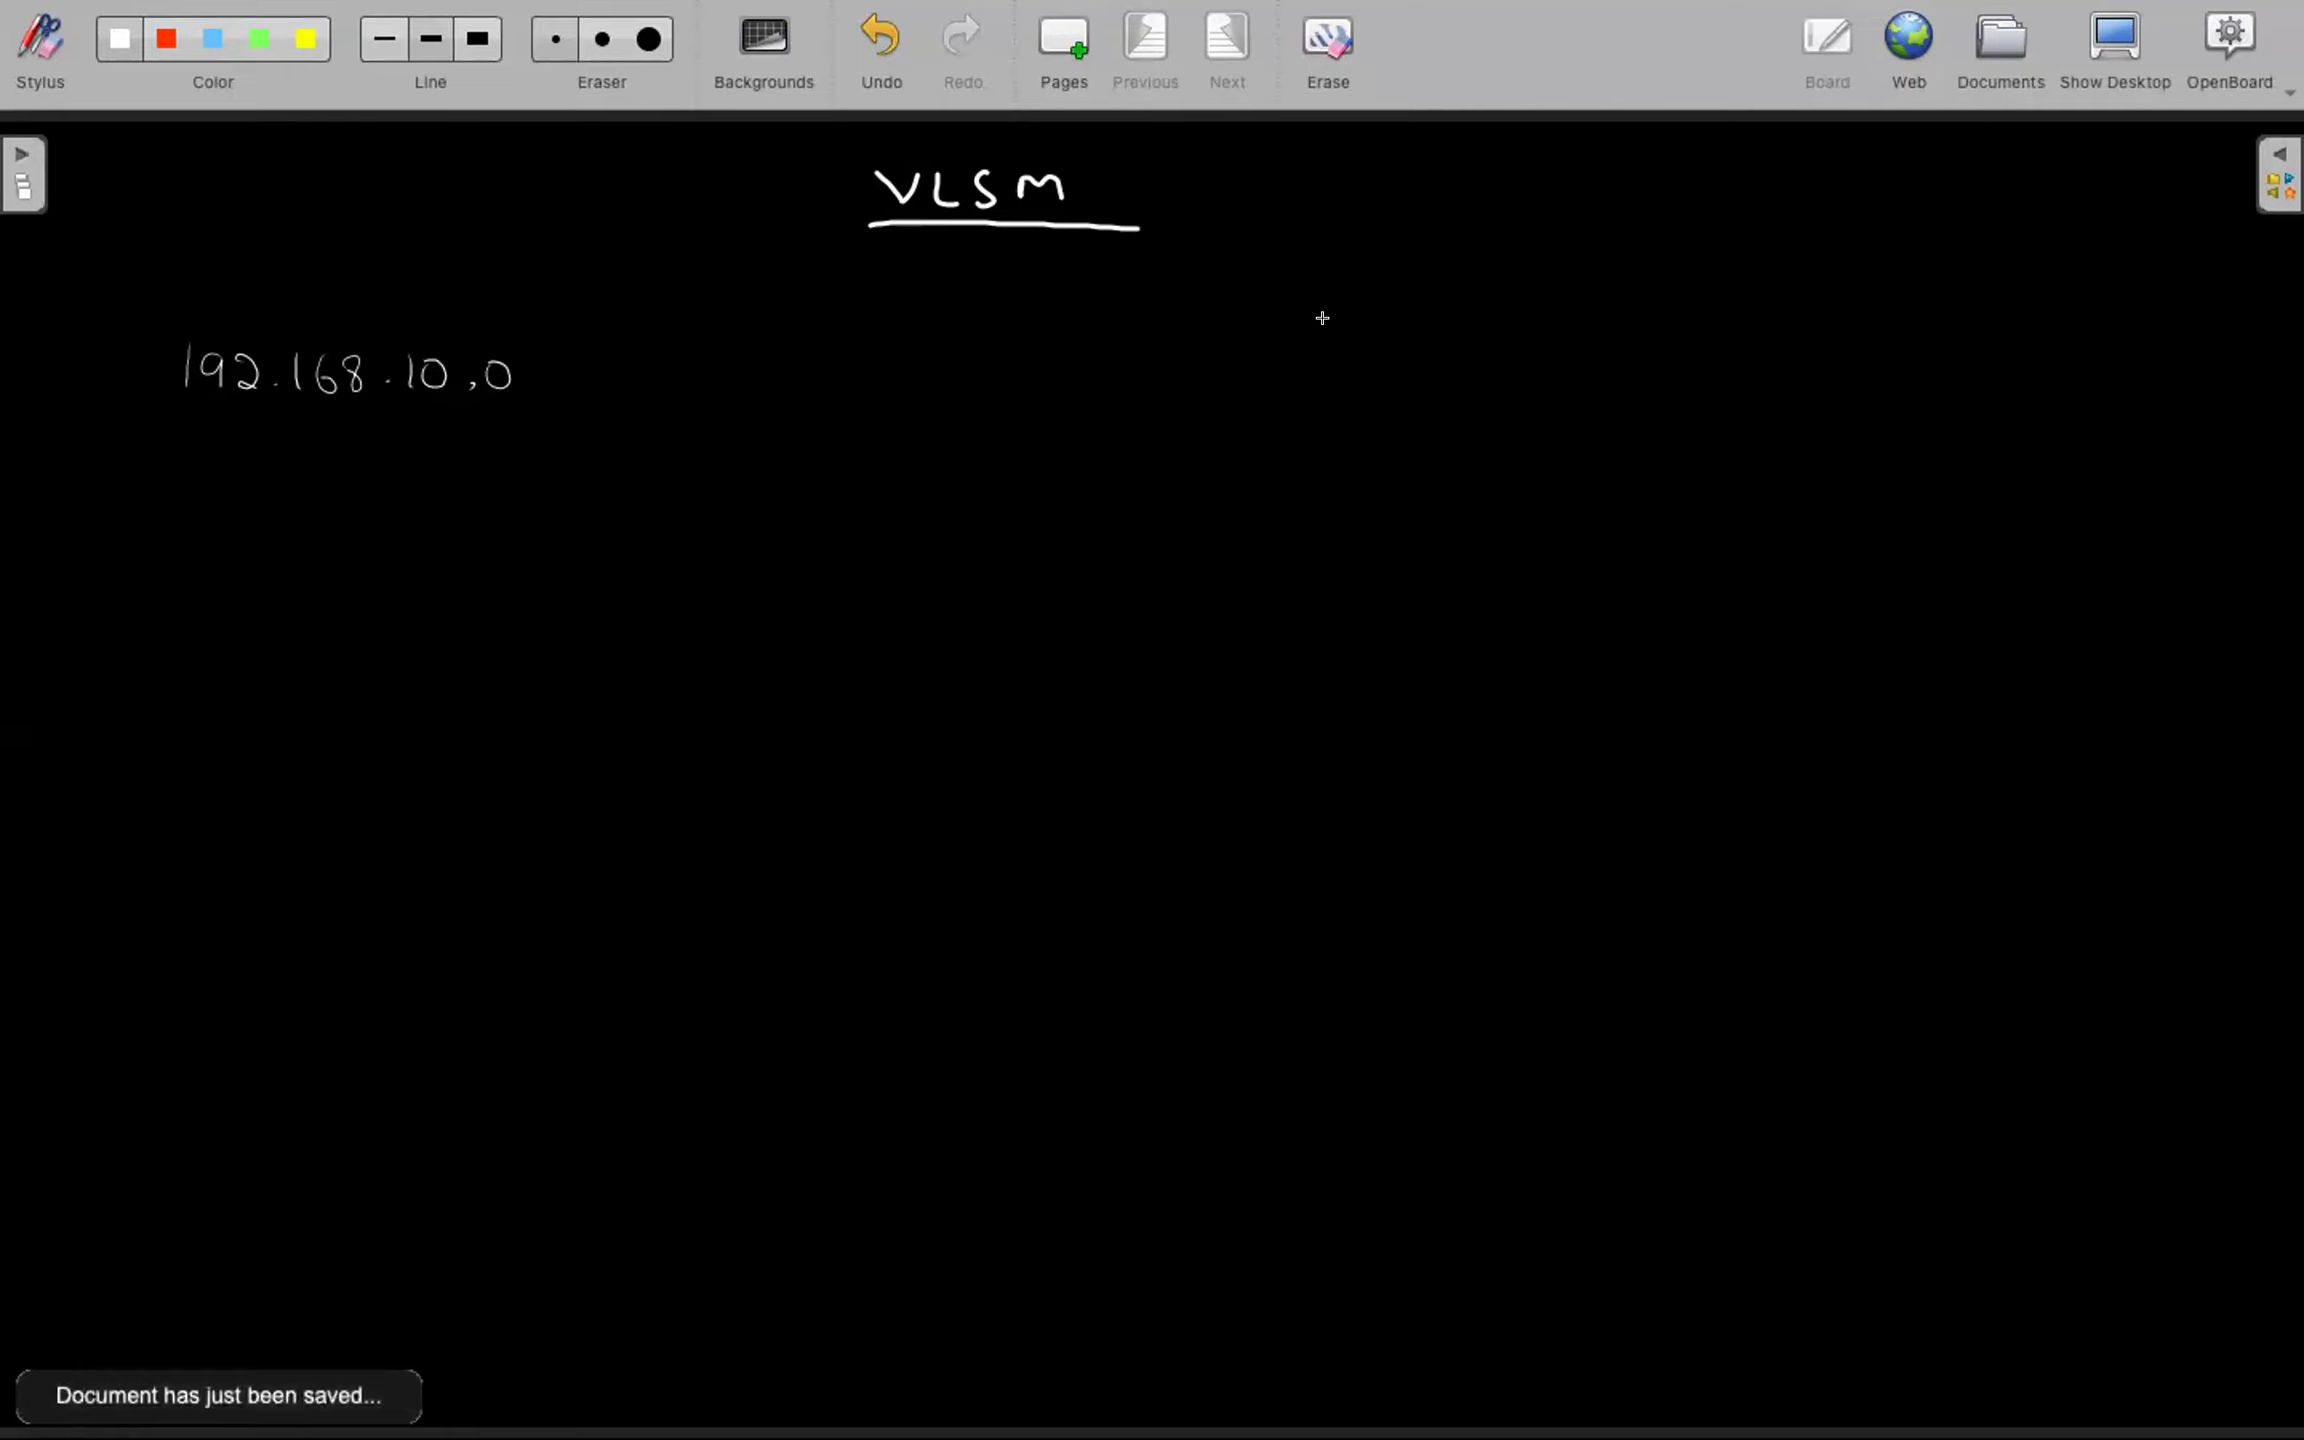 Stylus Color Line Eraser Backgrounds Undo Redo Pages Previous Next Erase Board Web Documents Show Desktop OpenBoard
VLSM
192.168.10,0
Document has just been saved...